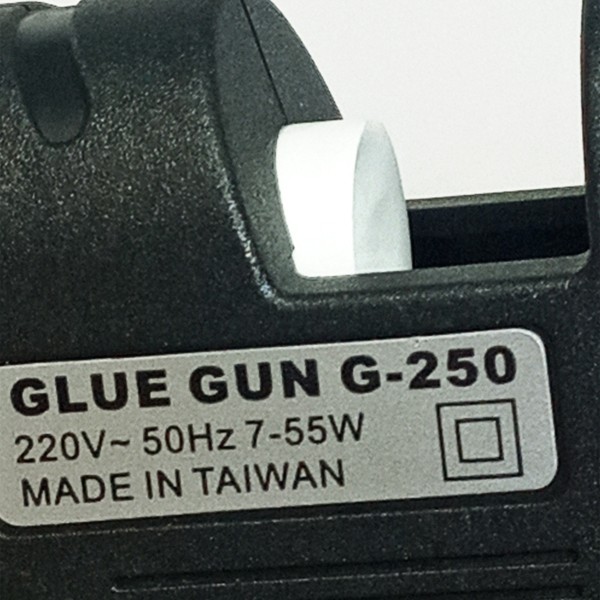 GLUE GUN G-250
220V~ 50Hz 7-55W
MADE IN TAIWAN